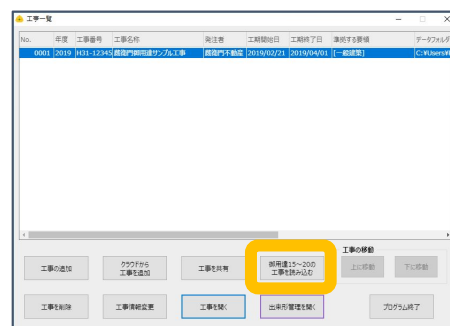 工事一覧
No. 年度 工事番号 工事名称 発注者 工期開始日 工期終了日 準拠する要領 データフォルダ
0001 2019 H31-12345 蔵衛門御用達サンプル工事 蔵衛門不動産 2019/02/21 2019/04/01 [一般建築] C:¥Users¥
工事の移動
工事の追加 クラウドから
工事を追加 工事を共有 御用達15～20の
工事を読み込む 上に移動 下に移動
工事を削除 工事情報変更 工事を開く 出来形管理を開く プログラム終了